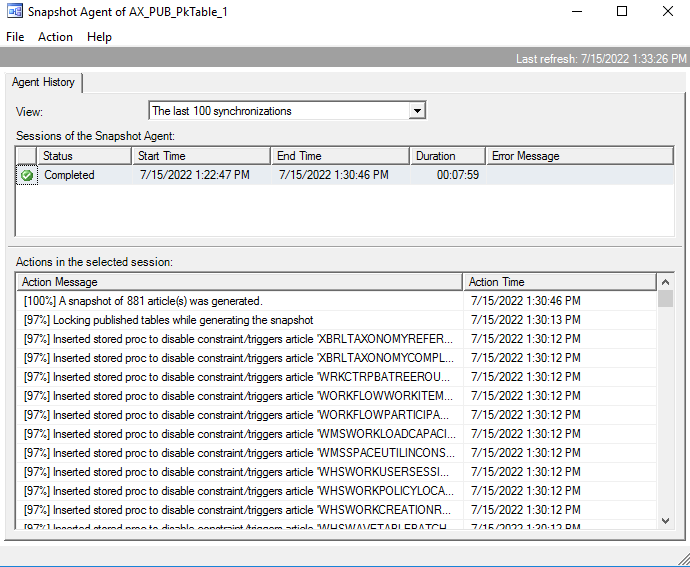 Snapshot Agent of AX_PUB_PkTable_1
File Action Help
Last refresh: 7/15/2022 1:33:26 PM
Agent History
View: The last 100 synchronizations
Sessions of the Snapshot Agent:
Status Start Time End Time Duration Error Message
Completed 7/15/2022 1:22:47 PM 7/15/2022 1:30:46 PM 00:07:59
Actions in the selected session:
Action Message Action Time
[100%] A snapshot of 881 article(s) was generated. 7/15/2022 1:30:46 PM
[97%] Locking published tables while generating the snapshot 7/15/2022 1:30:13 PM
[97%] Inserted stored proc to disable constraint/triggers article 'XBRLTAXONOMYREFER... 7/15/2022 1:30:12 PM
[97%] Inserted stored proc to disable constraint/triggers article 'XBRLTAXONOMYCOMPL... 7/15/2022 1:30:12 PM
[97%] Inserted stored proc to disable constraint/triggers article 'WRKCTRPBATREEROU... 7/15/2022 1:30:12 PM
[97%] Inserted stored proc to disable constraint/triggers article 'WORKFLOWWORKITEM... 7/15/2022 1:30:12 PM
[97%] Inserted stored proc to disable constraint/triggers article 'WORKFLOWPARTICIPA... 7/15/2022 1:30:12 PM
[97%] Inserted stored proc to disable constraint/triggers article 'WMSWORKLOADCAPACI... 7/15/2022 1:30:12 PM
[97%] Inserted stored proc to disable constraint/triggers article 'WMSSPACEUTILINCONS... 7/15/2022 1:30:12 PM
[97%] Inserted stored proc to disable constraint/triggers article 'WHSWORKUSERSESSI... 7/15/2022 1:30:12 PM
[97%] Inserted stored proc to disable constraint/triggers article 'WHSWORKPOLICYLOCA... 7/15/2022 1:30:12 PM
[97%] Inserted stored proc to disable constraint/triggers article 'WHSWORKCREATIONR... 7/15/2022 1:30:12 PM
[97%] Inserted stored proc to disable constraint/triggers article 'WHSWAVETABLEBATCH... 7/15/2022 1:30:12 PM